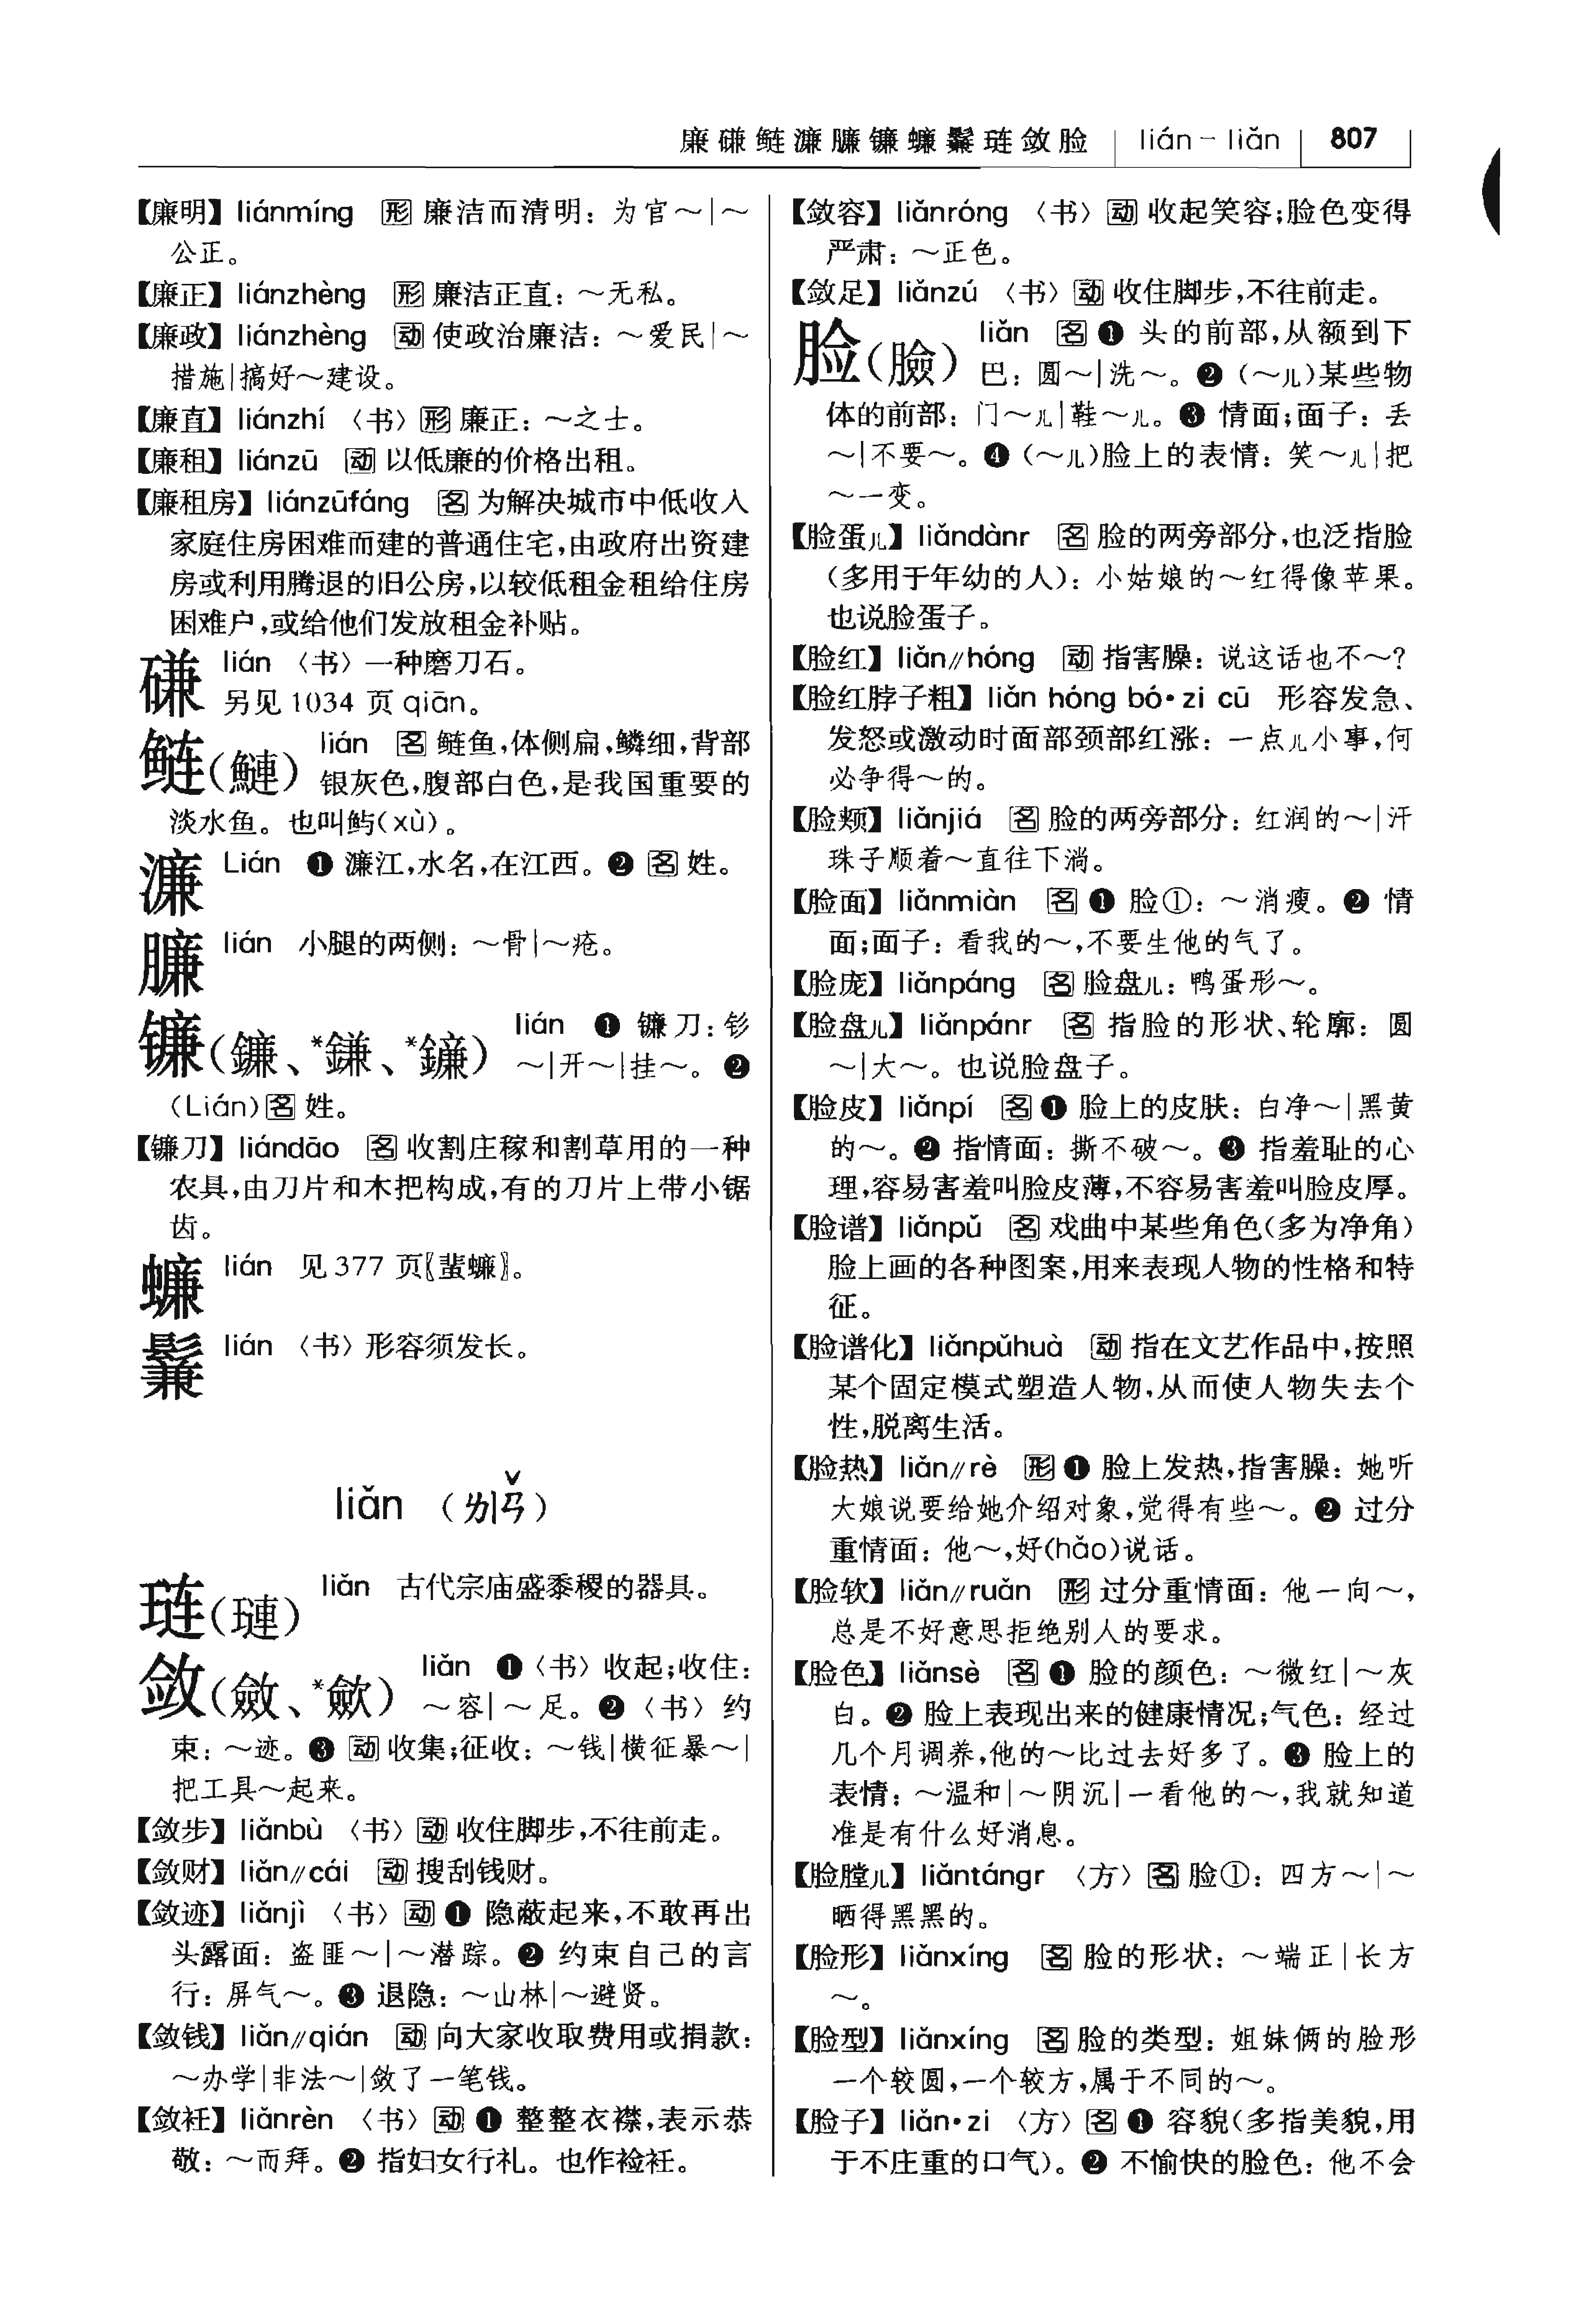 廉磏鲢濂臁镰蠊鬑琏敛脸 lián－liǎn 807
【廉明】liánmíng 形 廉洁而清明：为官～|～
公正。
【廉正】liánzhèng 形 廉洁正直：～无私。
【廉政】liánzhèng 动 使政治廉洁：～爱民|～
措施|搞好～建设。
【廉直】liánzhí 〈书〉形 廉正：～之士。
【廉租】liánzū 动 以低廉的价格出租。
【廉租房】liánzūfáng 名 为解决城市中低收入
家庭住房困难而建的普通住宅，由政府出资建
房或利用腾退的旧公房，以较低租金租给住房
困难户，或给他们发放租金补贴。
磏 lián 〈书〉一种磨刀石。
另见1034 页 qiān。
鲢（鰱） lián 名 鲢鱼，体侧扁，鳞细，背部
银灰色，腹部白色，是我国重要的
淡水鱼。也叫鱮（xù）。
濂 Lián ❶ 濂江，水名，在江西。❷ 名 姓。
臁 lián 小腿的两侧：～骨|～疮。
镰（鐮、*鎌、*鐮） lián ❶ 镰刀：钐
～|开～|挂～。❷
（Lián）名 姓。
【镰刀】liándāo 名 收割庄稼和割草用的一种
农具，由刀片和木把构成，有的刀片上带小锯
齿。
蠊 lián 见 377 页〖蜚蠊〗。
鬑 lián 〈书〉形容须发长。
liǎn （ㄌㄧㄢˇ）
琏（璉） liǎn 古代宗庙盛黍稷的器具。
敛（斂、*歛） liǎn ❶〈书〉收起；收住：
～容|～足。❷〈书〉约
束：～迹。❸ 动 收集；征收：～钱|横征暴～|
把工具～起来。
【敛步】liǎnbù 〈书〉动 收住脚步，不往前走。
【敛财】liǎn//cái 动 搜刮钱财。
【敛迹】liǎnjì 〈书〉动 ❶ 隐蔽起来，不敢再出
头露面：盗匪～|～潜踪。❷ 约束自己的言
行：屏气～。❸ 退隐：～山林|～避贤。
【敛钱】liǎn//qián 动 向大家收取费用或捐款：
～办学|非法～|敛了一笔钱。
【敛衽】liǎnrèn 〈书〉动 ❶ 整整衣襟，表示恭
敬：～而拜。❷ 指妇女行礼。也作裣衽。
【敛容】liǎnróng 〈书〉动 收起笑容；脸色变得
严肃：～正色。
【敛足】liǎnzú 〈书〉动 收住脚步，不往前走。
脸（臉） liǎn 名 ❶ 头的前部，从额到下
巴：圆～|洗～。❷（～儿）某些物
体的前部：门～儿|鞋～儿。❸ 情面；面子：丢
～|不要～。❹（～儿）脸上的表情：笑～儿|把
～一变。
【脸蛋儿】liǎndànr 名 脸的两旁部分，也泛指脸
（多用于年幼的人）：小姑娘的～红得像苹果。
也说脸蛋子。
【脸红】liǎn//hóng 动 指害臊：说这话也不～？
【脸红脖子粗】liǎn hóng bó·zi cū 形容发急、
发怒或激动时面部颈部红涨：一点儿小事，何
必争得～的。
【脸颊】liǎnjiá 名 脸的两旁部分：红润的～|汗
珠子顺着～直往下淌。
【脸面】liǎnmiàn 名 ❶ 脸①：～消瘦。❷ 情
面；面子：看我的～，不要生他的气了。
【脸庞】liǎnpáng 名 脸盘儿：鸭蛋形～。
【脸盘儿】liǎnpánr 名 指脸的形状、轮廓：圆
～|大～。也说脸盘子。
【脸皮】liǎnpí 名 ❶ 脸上的皮肤：白净～|黑黄
的～。❷ 指情面：撕不破～。❸ 指羞耻的心
理，容易害羞叫脸皮薄，不容易害羞叫脸皮厚。
【脸谱】liǎnpǔ 名 戏曲中某些角色（多为净角）
脸上画的各种图案，用来表现人物的性格和特
征。
【脸谱化】liǎnpǔhuà 动 指在文艺作品中，按照
某个固定模式塑造人物，从而使人物失去个
性，脱离生活。
【脸热】liǎn//rè 形 ❶ 脸上发热，指害臊：她听
大娘说要给她介绍对象，觉得有些～。❷ 过分
重情面：他～，好（hǎo）说话。
【脸软】liǎn//ruǎn 形 过分重情面：他一向～，
总是不好意思拒绝别人的要求。
【脸色】liǎnsè 名 ❶ 脸的颜色：～微红|～灰
白。❷ 脸上表现出来的健康情况；气色：经过
几个月调养，他的～比过去好多了。❸ 脸上的
表情：～温和|～阴沉|一看他的～，我就知道
准是有什么好消息。
【脸膛儿】liǎntángr 〈方〉名 脸①：四方～|～
晒得黑黑的。
【脸形】liǎnxíng 名 脸的形状：～端正|长方
～。
【脸型】liǎnxíng 名 脸的类型：姐妹俩的脸形
一个较圆，一个较方，属于不同的～。
【脸子】liǎn·zi 〈方〉名 ❶ 容貌（多指美貌，用
于不庄重的口气）。❷ 不愉快的脸色：他不会